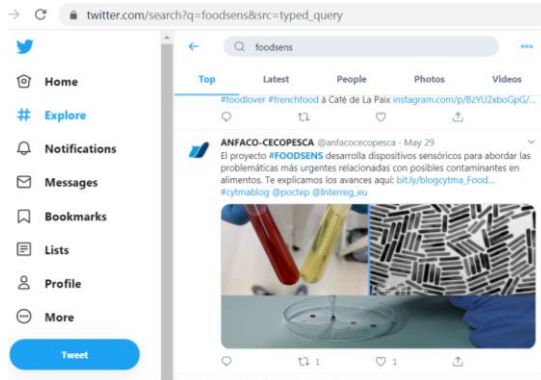 twitter.com/search?q=foodsens&src=typed_query
foodsens
Home
Explore
Notifications
Messages
Bookmarks
Lists
Profile
More
Tweet
Top Latest People Photos Videos
#foodlover #frenchfood à Café de La Paix instagram.com/p/BzYU2xboGpG/...
ANFACO-CECOPESCA @anfacocecopesca · May 29
El proyecto #FOODSENS desarrolla dispositivos sensóricos para abordar las
problemáticas más urgentes relacionadas con posibles contaminantes en
alimentos. Te explicamos los avances aquí: bit.ly/blogcytma_Food...
#cytmablog @poctep @Interreg_eu
1 1